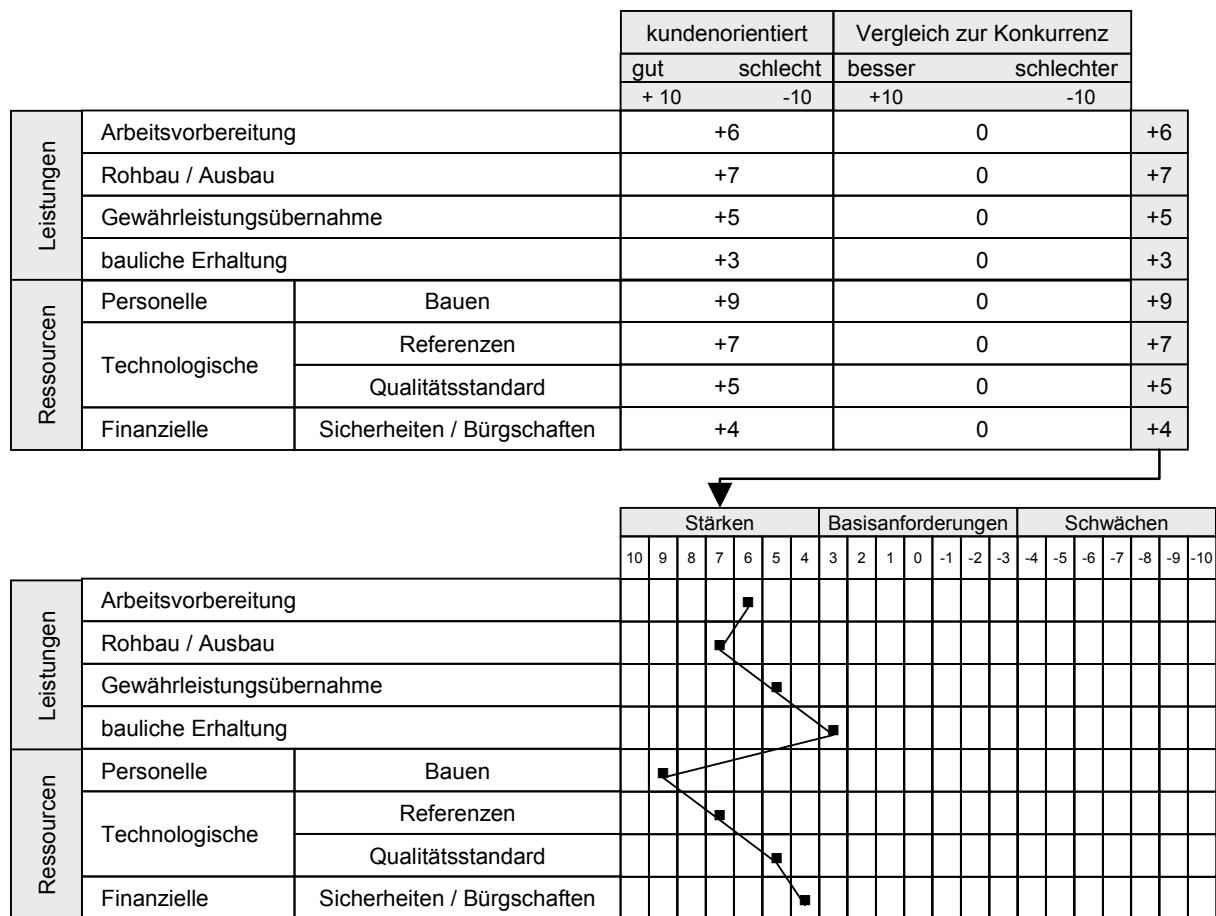 kundenorientiert Vergleich zur Konkurrenz
gut schlecht besser schlechter
+ 10 -10 +10 -10
Leistungen
Arbeitsvorbereitung +6 0 +6
Rohbau / Ausbau +7 0 +7
Gewährleistungsübernahme +5 0 +5
bauliche Erhaltung +3 0 +3
Ressourcen
Personelle Bauen +9 0 +9
Technologische
Referenzen +7 0 +7
Qualitätsstandard +5 0 +5
Finanzielle Sicherheiten / Bürgschaften +4 0 +4
Stärken Basisanforderungen Schwächen
10 9 8 7 6 5 4 3 2 1 0 -1 -2 -3 -4 -5 -6 -7 -8 -9 -10
Leistungen
Arbeitsvorbereitung
Rohbau / Ausbau
Gewährleistungsübernahme
bauliche Erhaltung
Ressourcen
Personelle Bauen
Technologische
Referenzen
Qualitätsstandard
Finanzielle Sicherheiten / Bürgschaften